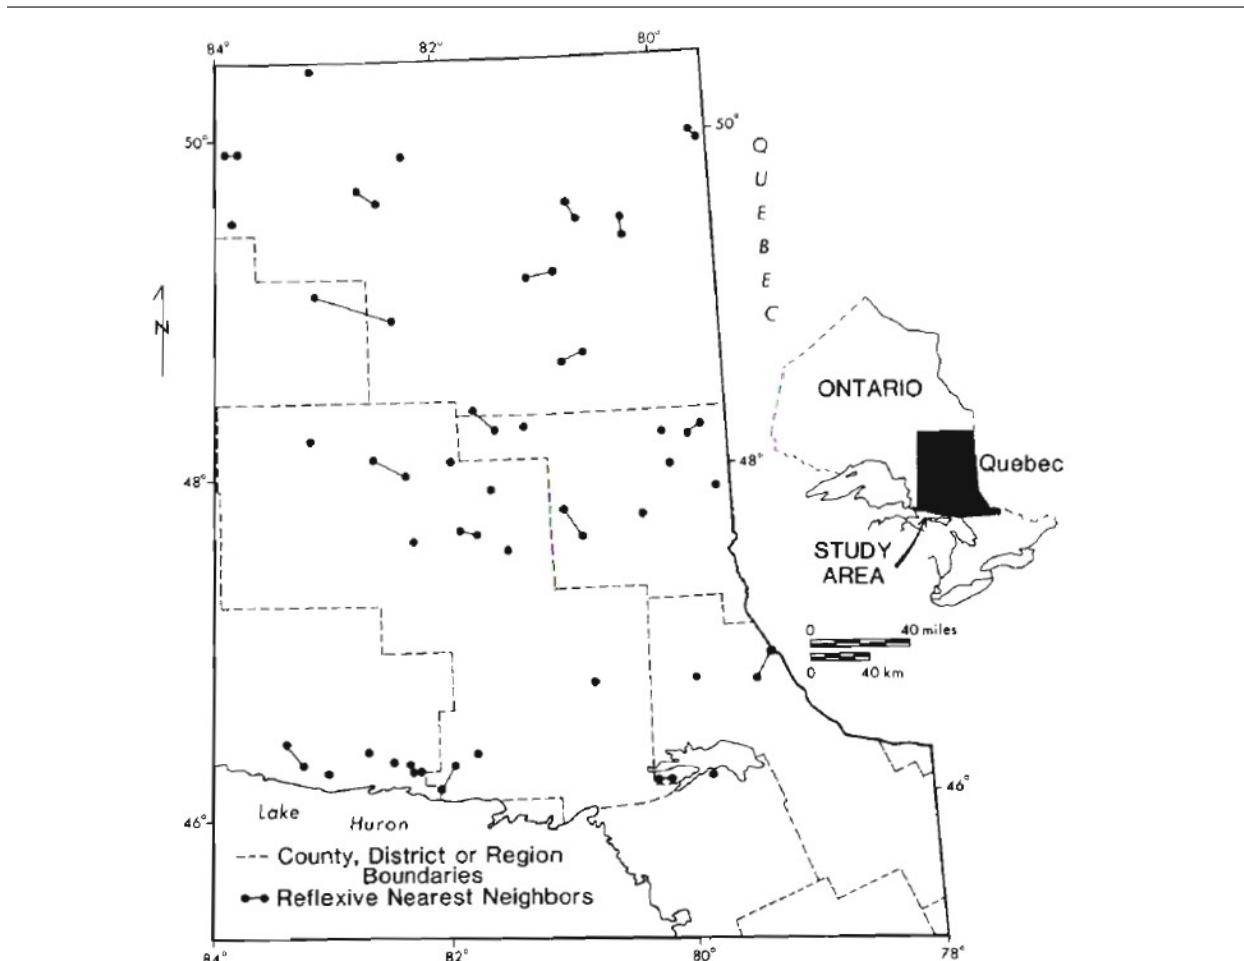 84° 82° 80°
50°
50°
Q
U
E
B
E
C
N
ONTARIO
Quebec
48°
48°
STUDY
AREA
0 40 miles
0 40 km
46°
46°
Lake
Huron
County, District or Region
Boundaries
Reflexive Nearest Neighbors
84° 82° 80° 78°